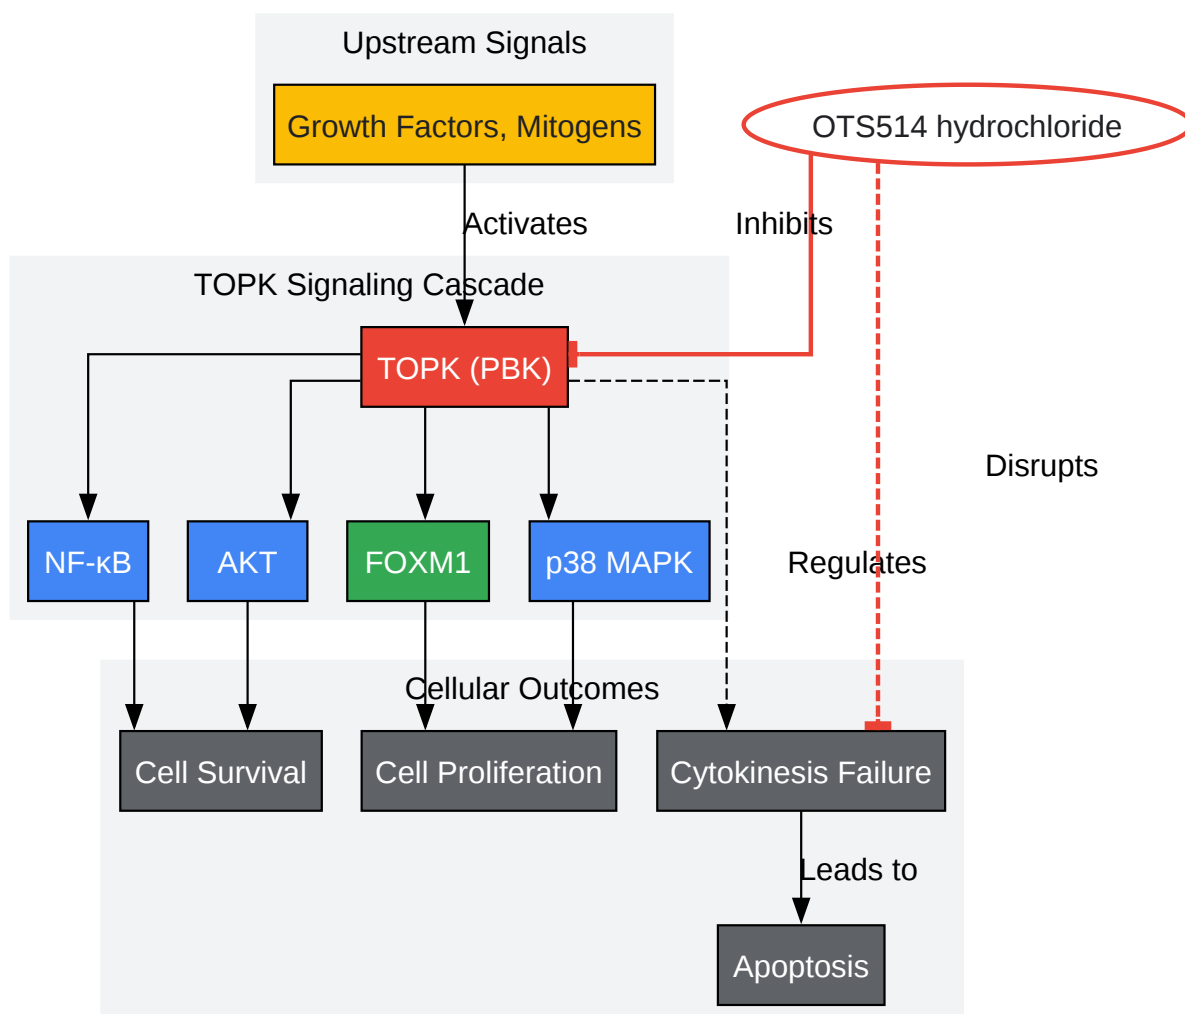 Upstream Signals
Growth Factors, Mitogens
OTS514 hydrochloride
Activates
Inhibits
TOPK Signaling Cascade
TOPK (PBK)
Disrupts
NF-κB
AKT
FOXM1
p38 MAPK
Regulates
Cellular Outcomes
Cell Survival
Cell Proliferation
Cytokinesis Failure
Leads to
Apoptosis